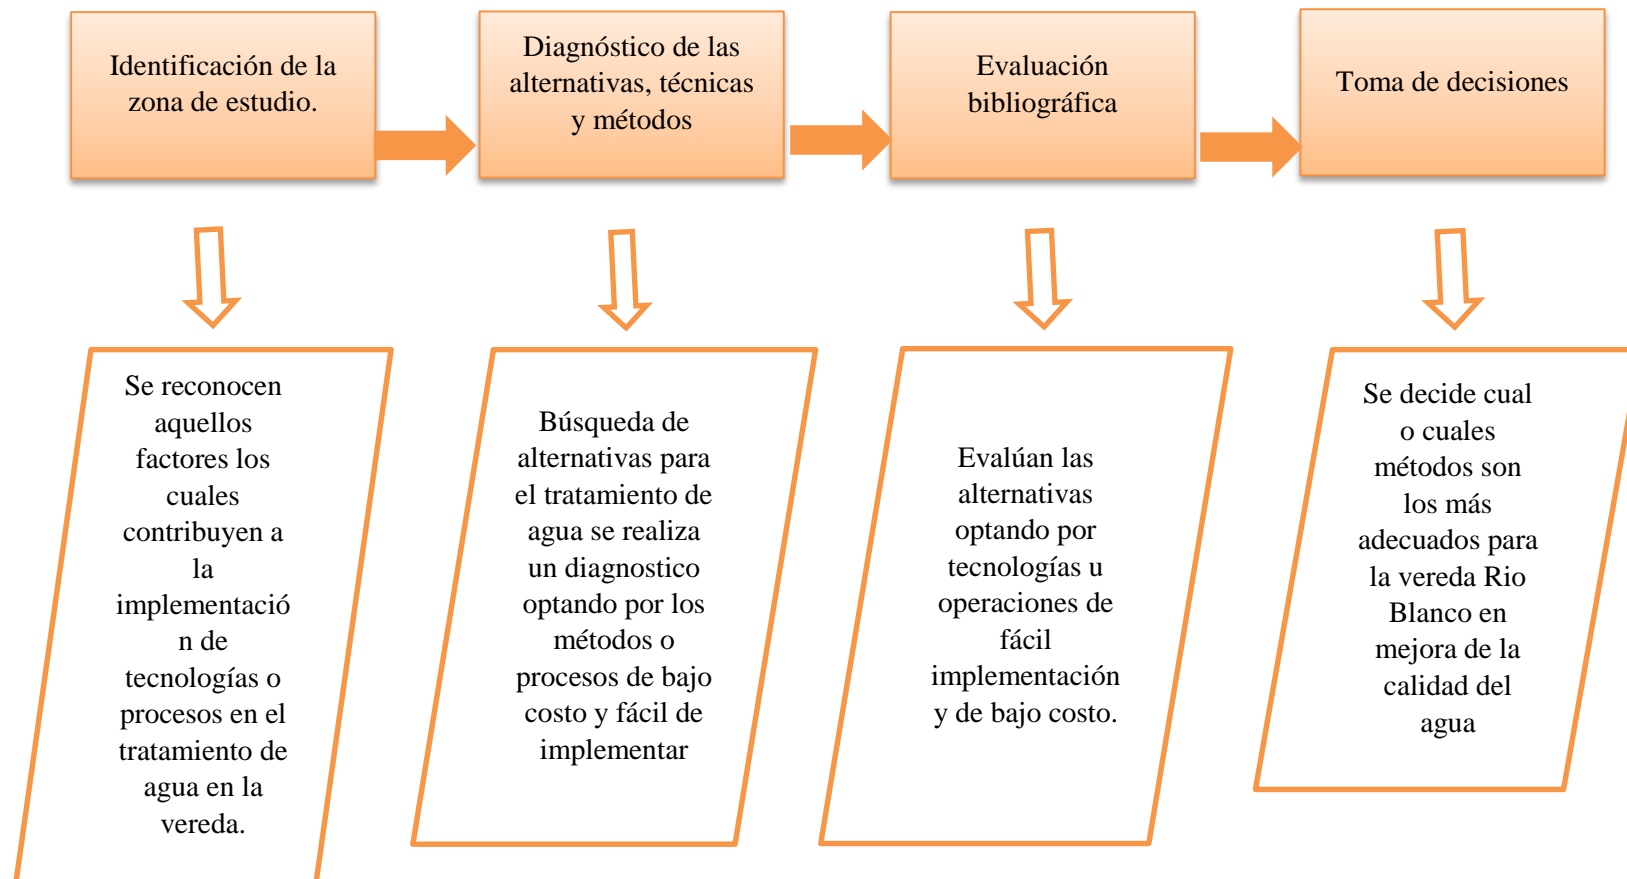 Identificación de la
zona de estudio.
Diagnóstico de las
alternativas, técnicas
y métodos
Evaluación
bibliográfica
Toma de decisiones
Se reconocen
aquellos
factores los
cuales
contribuyen a
la
implementació
n de
tecnologías o
procesos en el
tratamiento de
agua en la
vereda.
Búsqueda de
alternativas para
el tratamiento de
agua se realiza
un diagnostico
optando por los
métodos o
procesos de bajo
costo y fácil de
implementar
Evalúan las
alternativas
optando por
tecnologías u
operaciones de
fácil
implementación
y de bajo costo.
Se decide cual
o cuales
métodos son
los más
adecuados para
la vereda Rio
Blanco en
mejora de la
calidad del
agua